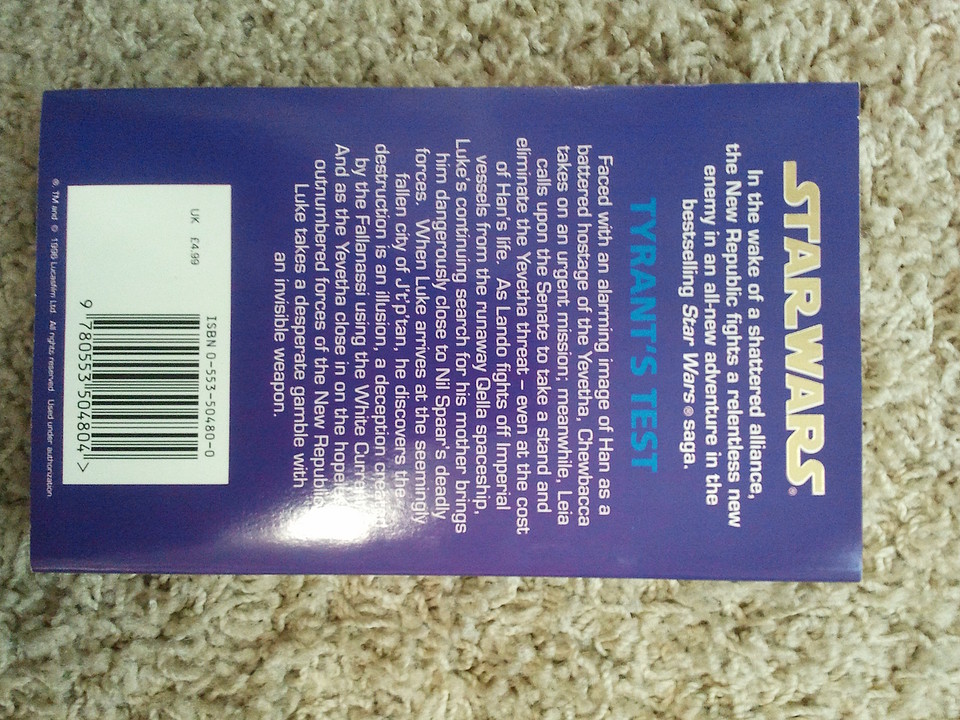 STAR WARS®
In the wake of a shattered alliance,
the New Republic fights a relentless new
enemy in an all-new adventure in the
bestselling Star Wars® saga.
TYRANT'S TEST
Faced with an alarming image of Han as a
battered hostage of the Yevetha, Chewbacca
takes on an urgent mission; meanwhile, Leia
calls upon the Senate to take a stand and
eliminate the Yevetha threat – even at the cost
of Han's life. As Lando fights off Imperial
vessels from the runaway Qella spaceship,
Luke's continuing search for his mother brings
him dangerously close to Nil Spaar's deadly
forces. When Luke arrives at the seemingly
fallen city of J't'p'tan, he discovers the
destruction is an illusion, a deception created
by the Fallanassi using the White Current.
And as the Yevetha close in on the
outnumbered forces of the New Republic,
Luke takes a desperate gamble with
an invisible weapon.
UK £4.99
ISBN 0-553-50480-0
9 780553 504804 >
®, TM and © 1996 Lucasfilm Ltd. All rights reserved. Used under authorization.